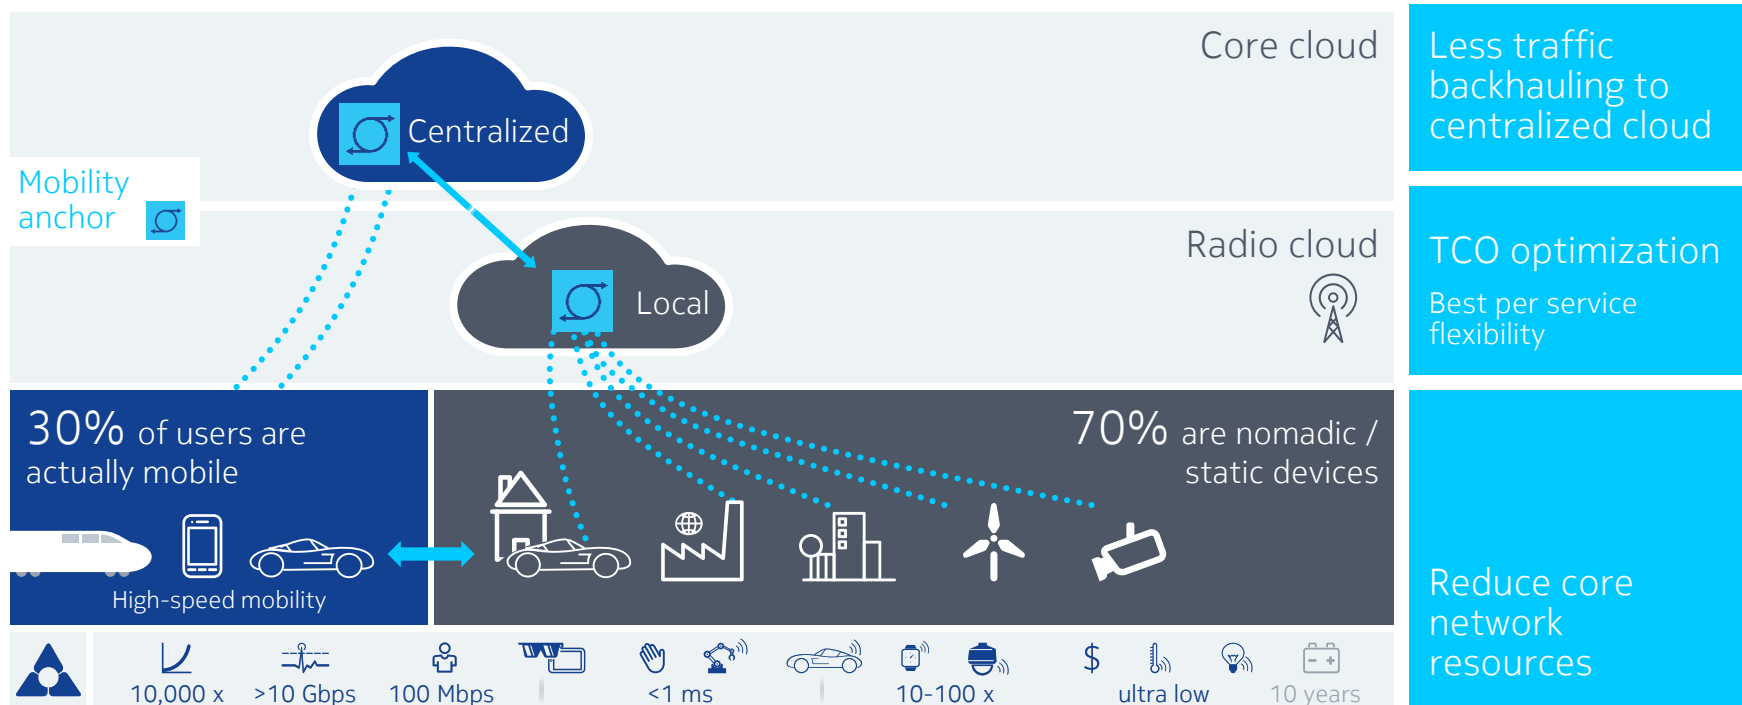 Core cloud
Centralized
Mobility
anchor
Radio cloud
Local
30% of users are
actually mobile
High-speed mobility
70% are nomadic /
static devices
10,000 x
>10 Gbps
100 Mbps
<1 ms
10-100 x
$
ultra low
10 years
Less traffic
backhauling to
centralized cloud
TCO optimization
Best per service
flexibility
Reduce core
network
resources